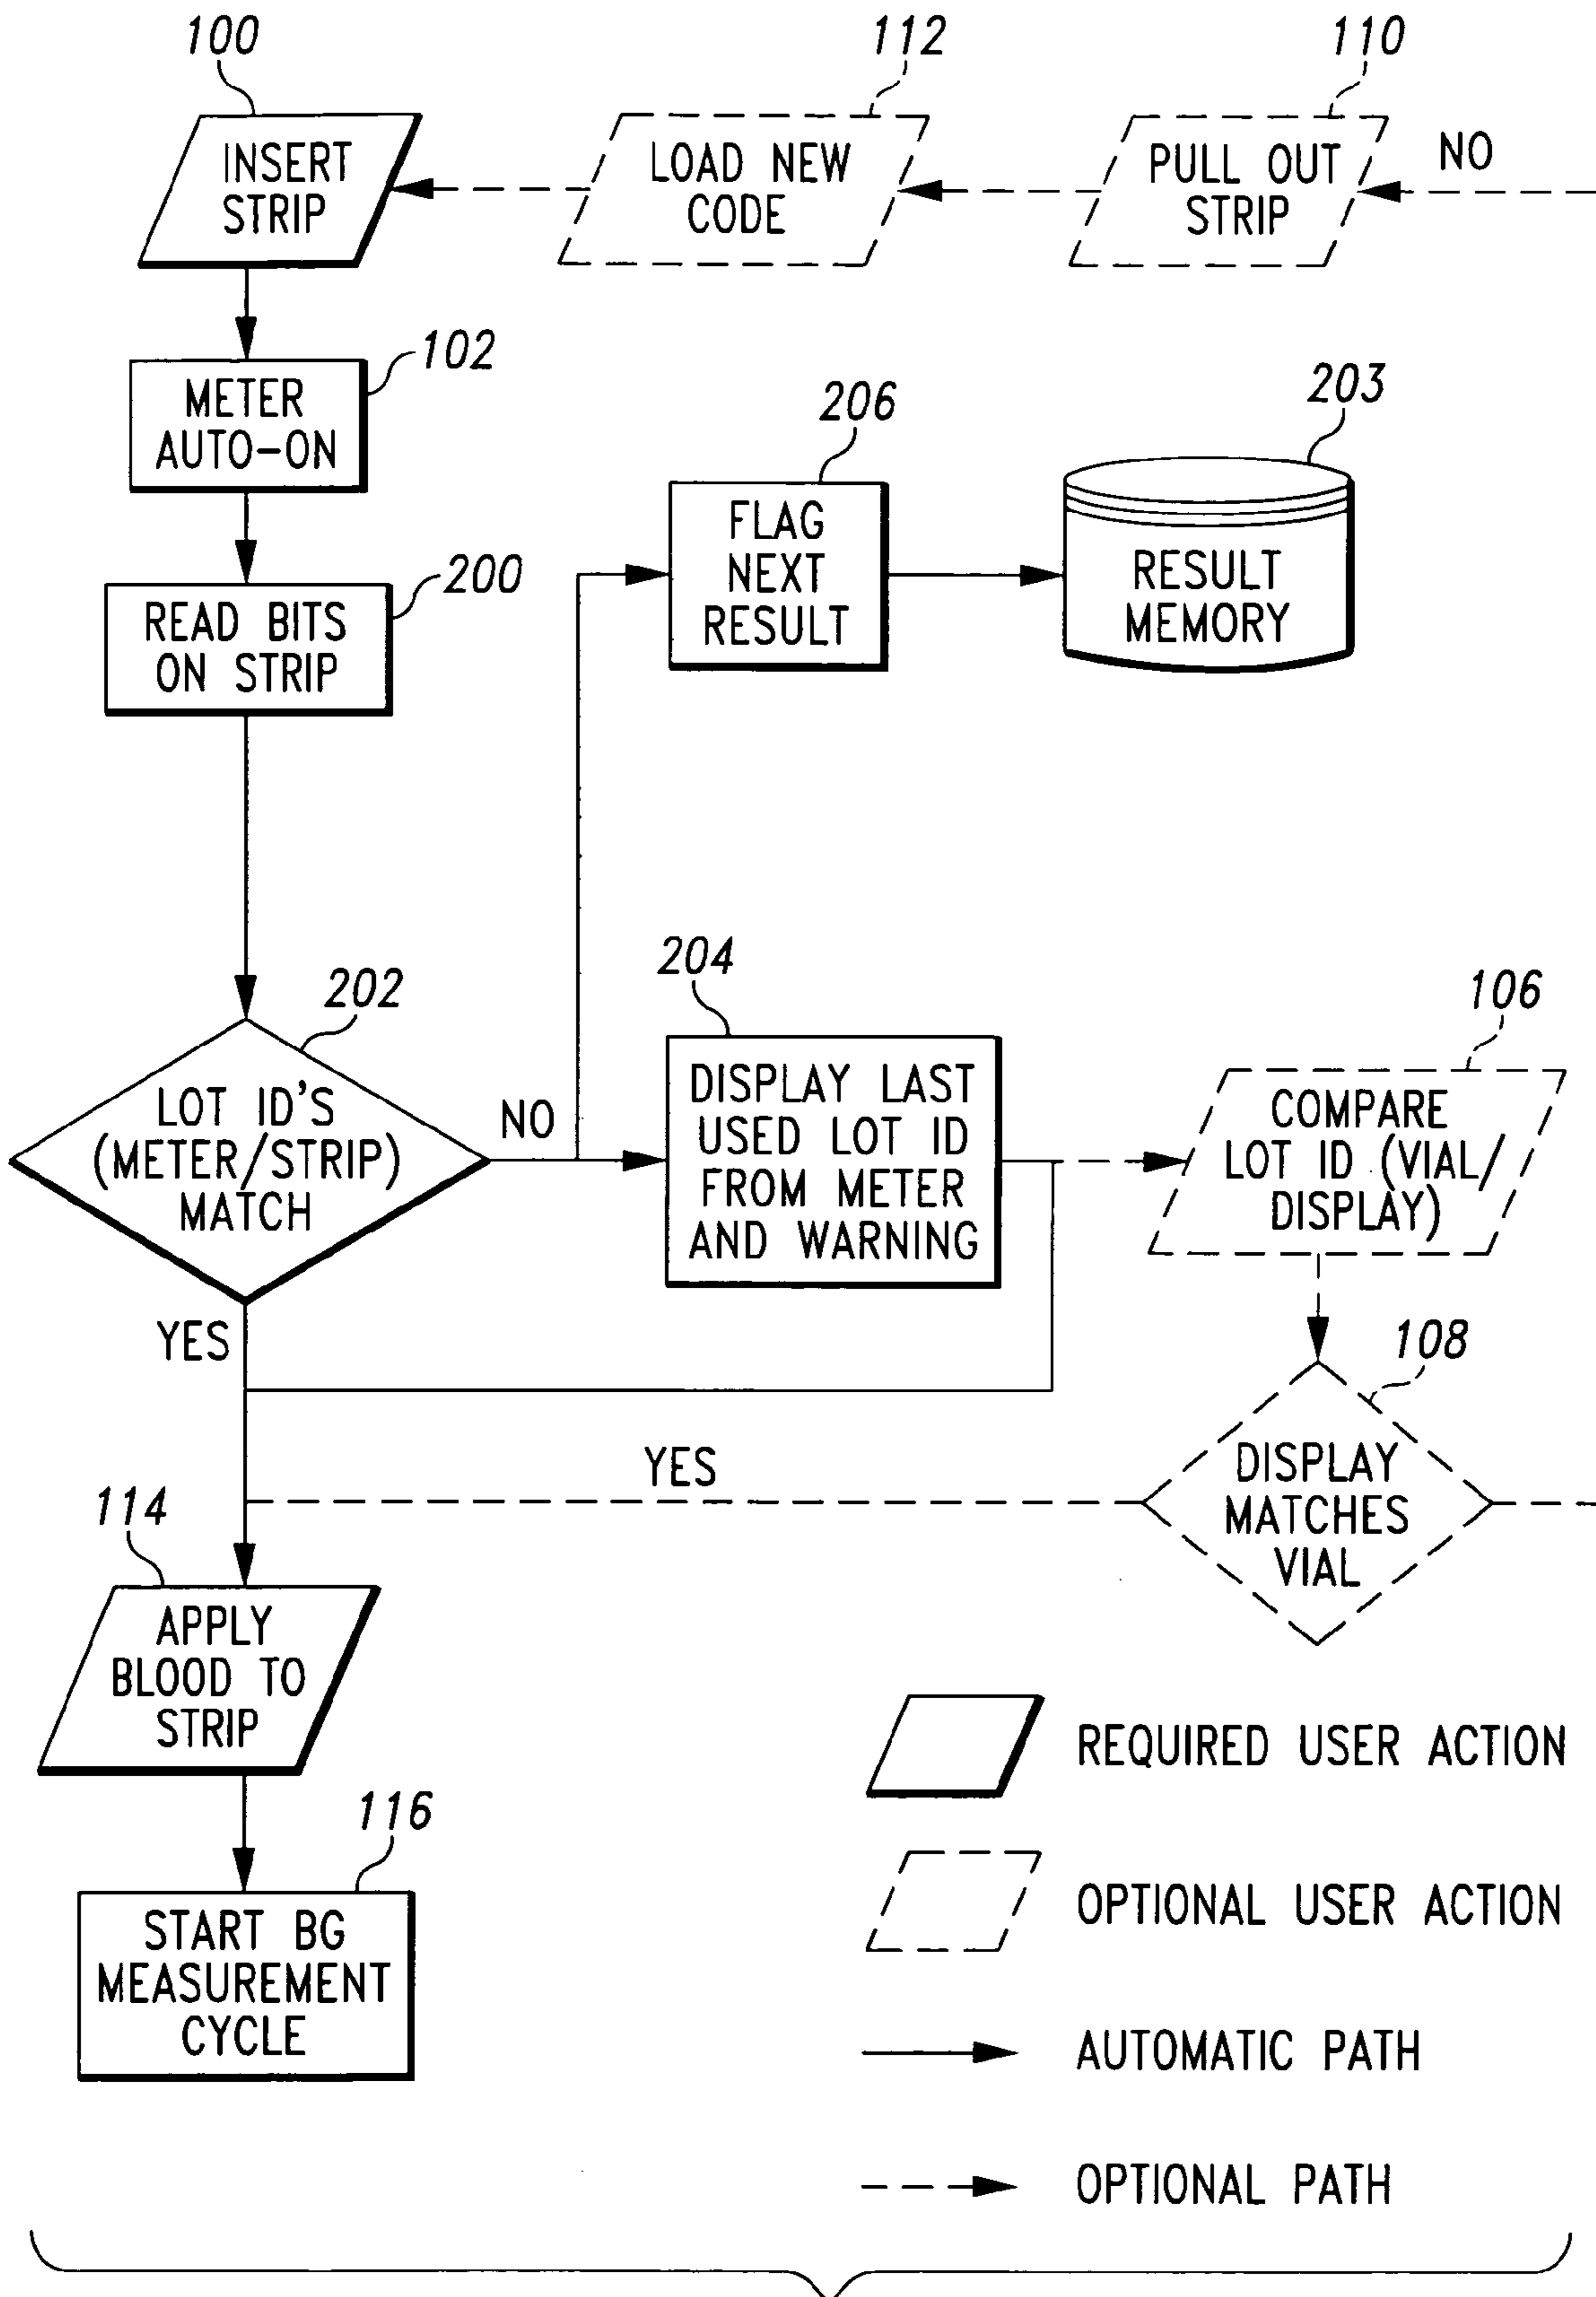 100
112
110
INSERT
STRIP
LOAD NEW
CODE
PULL OUT
STRIP
NO
102
METER
AUTO-ON
206
203
FLAG
NEXT
RESULT
RESULT
MEMORY
200
READ BITS
ON STRIP
202
LOT ID'S
(METER/STRIP)
MATCH
NO
YES
204
DISPLAY LAST
USED LOT ID
FROM METER
AND WARNING
106
COMPARE
LOT ID (VIAL/
DISPLAY)
108
DISPLAY
MATCHES
VIAL
YES
114
APPLY
BLOOD TO
STRIP
116
START BG
MEASUREMENT
CYCLE
REQUIRED USER ACTION
OPTIONAL USER ACTION
AUTOMATIC PATH
OPTIONAL PATH